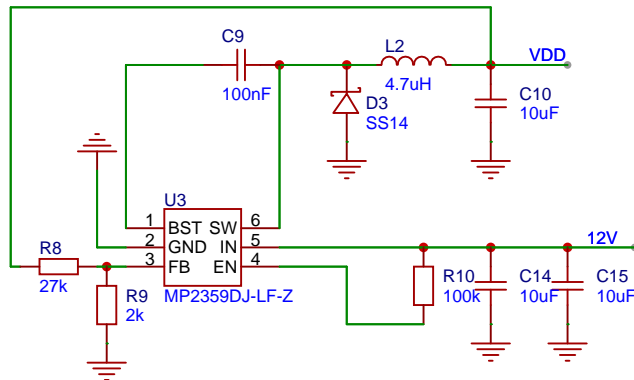 C9
100nF
L2
4.7uH
VDD
D3
SS14
C10
10uF
U3
1 BST SW 6
2 GND IN 5
3 FB EN 4
MP2359DJ-LF-Z
R8
27k
R9
2k
12V
R10
100k
C14
10uF
C15
10uF